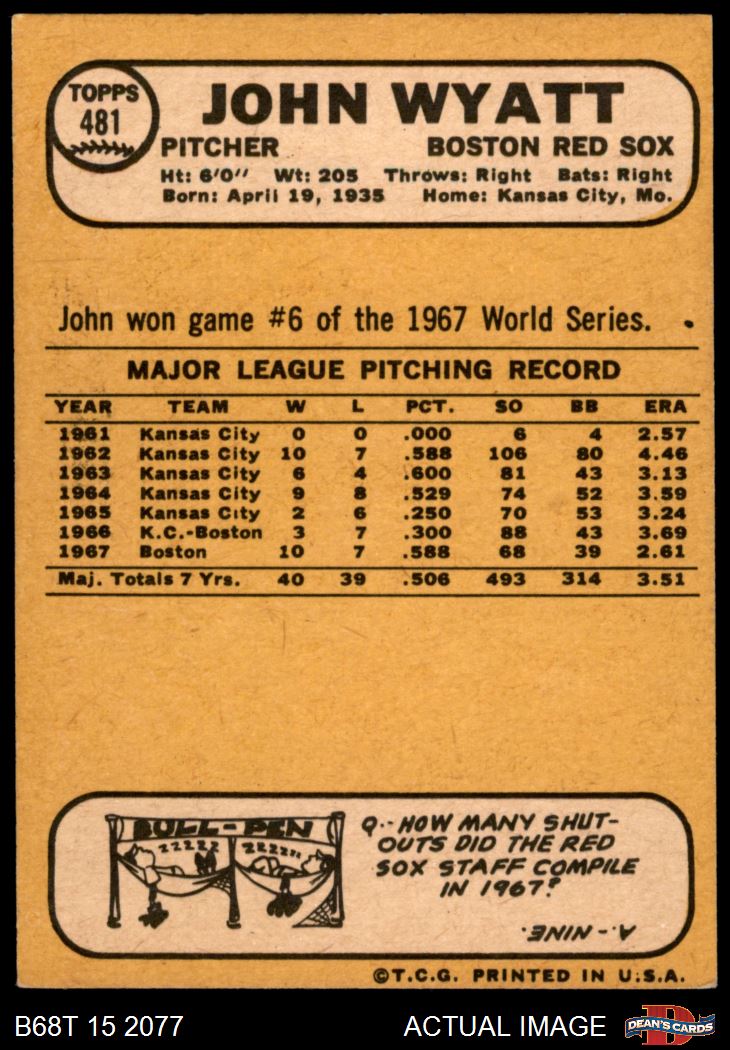 TOPPS
481
JOHN WYATT
PITCHER BOSTON RED SOX
Ht: 6'0" Wt: 205 Throws: Right Bats: Right
Born: April 19, 1935 Home: Kansas City, Mo.
John won game #6 of the 1967 World Series.
MAJOR LEAGUE PITCHING RECORD
YEAR TEAM W L PCT. SO BB ERA
1961 Kansas City 0 0 .000 6 4 2.57
1962 Kansas City 10 7 .588 106 80 4.46
1963 Kansas City 6 4 .600 81 43 3.13
1964 Kansas City 9 8 .529 74 52 3.59
1965 Kansas City 2 6 .250 70 53 3.24
1966 K.C.-Boston 3 7 .300 88 43 3.69
1967 Boston 10 7 .588 68 39 2.61
Maj. Totals 7 Yrs. 40 39 .506 493 314 3.51
BULL-PEN
ZZZZZ ZZZZZ
Q.- HOW MANY SHUT-
OUTS DID THE RED
SOX STAFF COMPILE
IN 1967?
A.- NINE.
©T.C.G. PRINTED IN U.S.A.
B68T 15 2077 ACTUAL IMAGE D DEAN'S CARDS